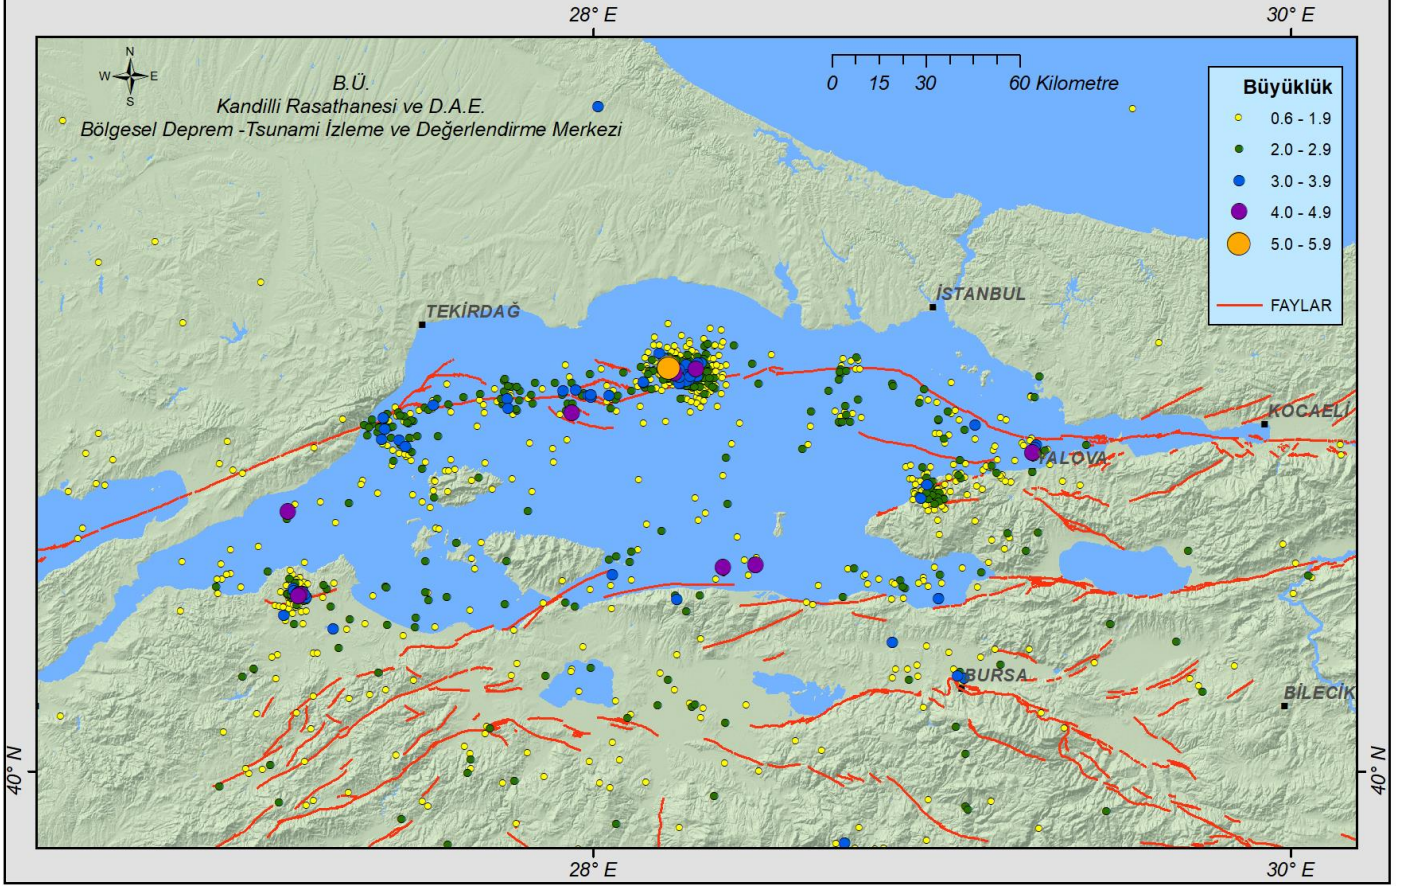 28° E
30° E
N
W
E
S
B.Ü.
Kandilli Rasathanesi ve D.A.E.
Bölgesel Deprem -Tsunami İzleme ve Değerlendirme Merkezi
0 15 30 60 Kilometre
Büyüklük
0.6 - 1.9
2.0 - 2.9
3.0 - 3.9
4.0 - 4.9
5.0 - 5.9
FAYLAR
TEKİRDAĞ
İSTANBUL
KOCAELİ
YALOVA
BURSA
BİLECİK
40° N
40° N
28° E
30° E